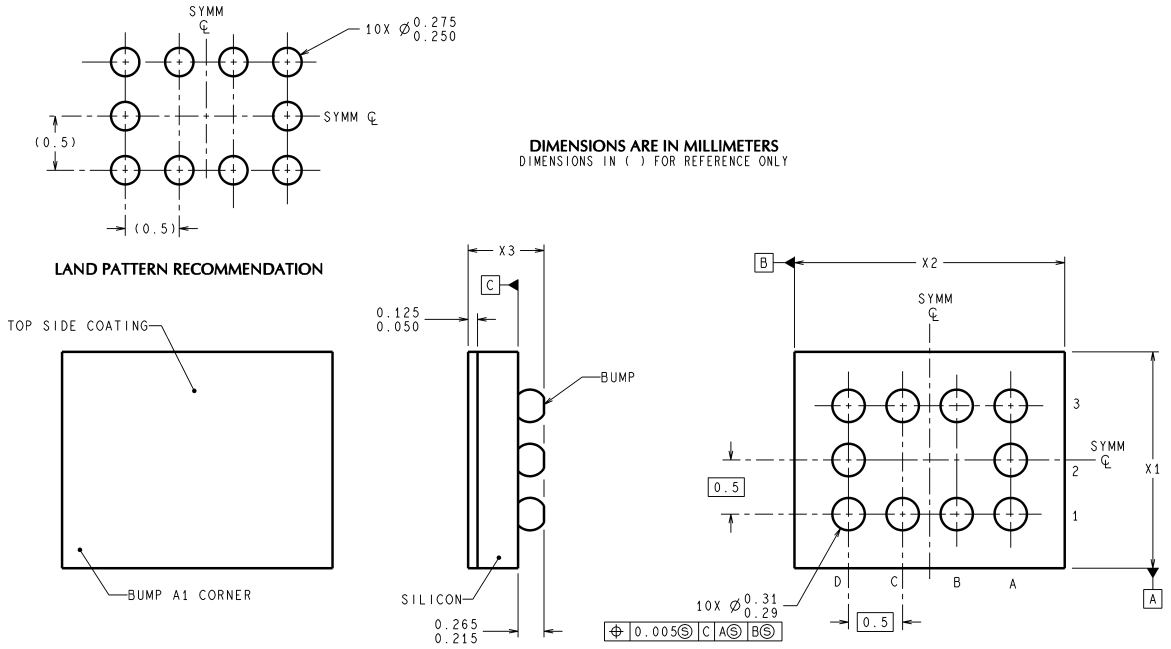 SYMM
℄
10X Ø 0.275
0.250
SYMM ℄
(0.5)
(0.5)
DIMENSIONS ARE IN MILLIMETERS
DIMENSIONS IN ( ) FOR REFERENCE ONLY
LAND PATTERN RECOMMENDATION
TOP SIDE COATING
BUMP A1 CORNER
X3
C
0.125
0.050
BUMP
SILICON
0.265
0.215
B
X2
SYMM
℄
3
SYMM
℄
2
X1
0.5
1
D
C
B
A
A
10X Ø 0.31
0.29
0.5
⌖ 0.005Ⓢ C AⓈ BⓈ